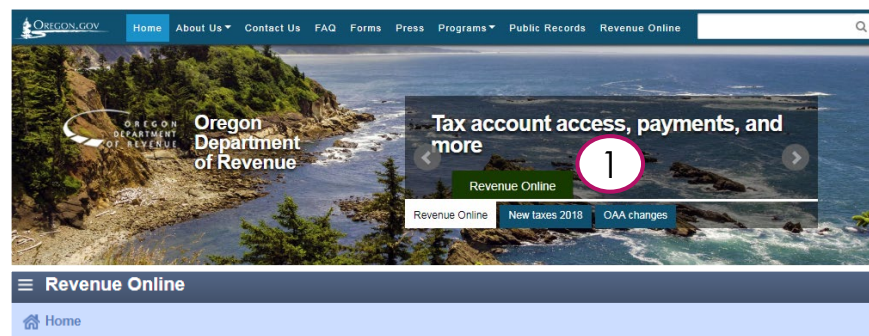 OREGON.GOV Home About Us Contact Us FAQ Forms Press Programs Public Records Revenue Online
OREGON
DEPARTMENT
OF REVENUE
Oregon
Department
of Revenue
Tax account access, payments, and
more
1
Revenue Online
Revenue Online New taxes 2018 OAA changes
Revenue Online
Home